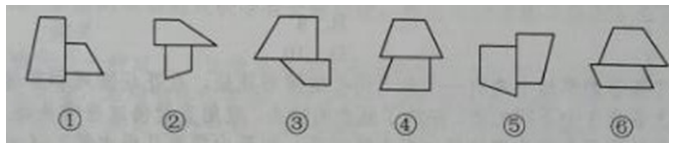 ① ② ③ ④ ⑤ ⑥